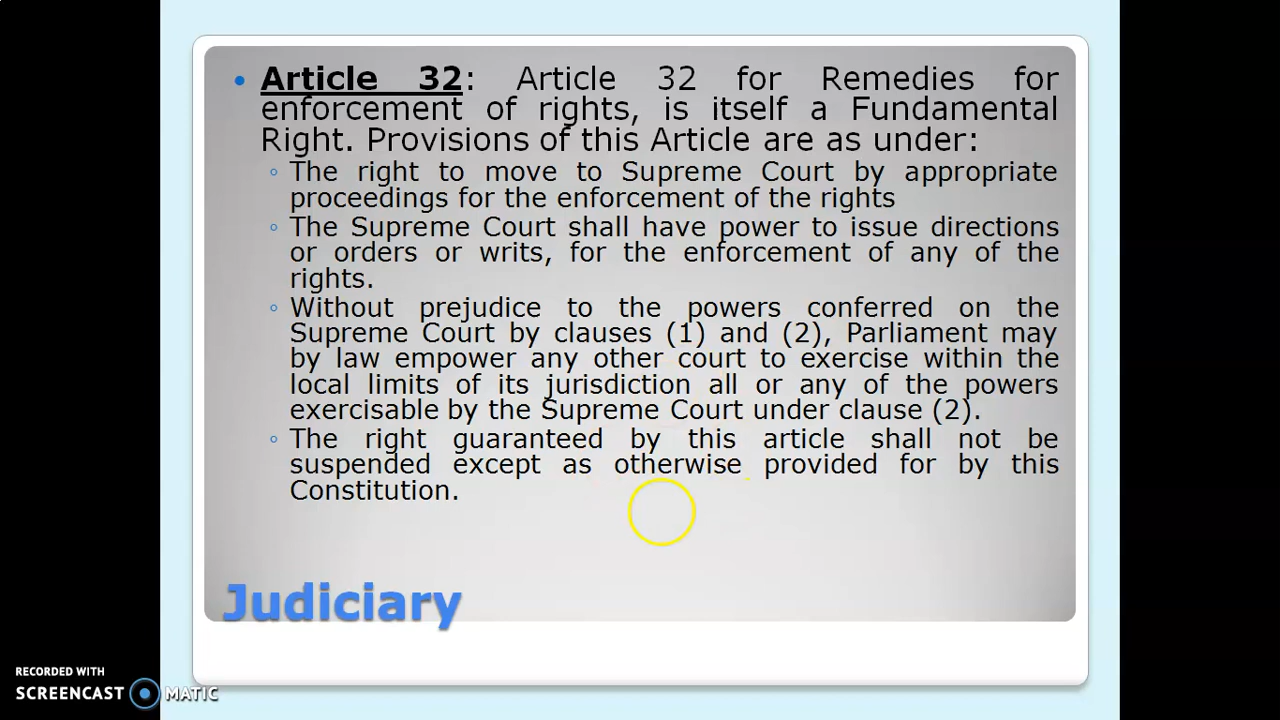 Article 32: Article 32 for Remedies for
enforcement of rights, is itself a Fundamental
Right. Provisions of this Article are as under:
The right to move to Supreme Court by appropriate
proceedings for the enforcement of the rights
The Supreme Court shall have power to issue directions
or orders or writs, for the enforcement of any of the
rights.
Without prejudice to the powers conferred on the
Supreme Court by clauses (1) and (2), Parliament may
by law empower any other court to exercise within the
local limits of its jurisdiction all or any of the powers
exercisable by the Supreme Court under clause (2).
The right guaranteed by this article shall not be
suspended except as otherwise provided for by this
Constitution.
Judiciary
RECORDED WITH
SCREENCAST MATIC